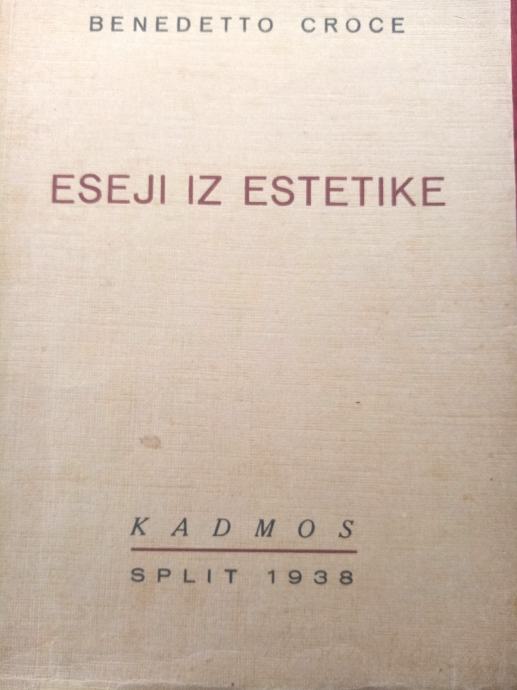 BENEDETTO CROCE
ESEJI IZ ESTETIKE
KADMOS
SPLIT 1938